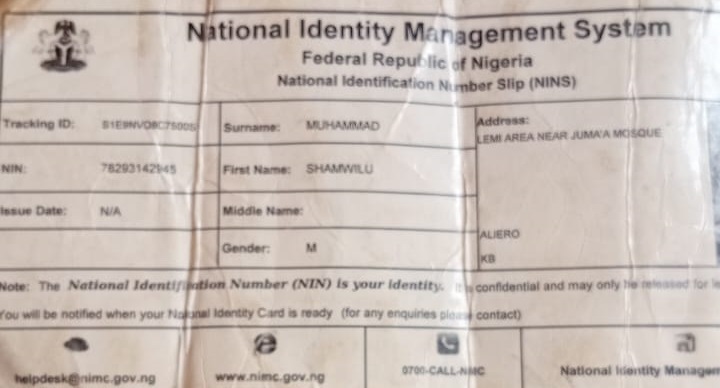 National Identity Management System
Federal Republic of Nigeria
National Identification Number Slip (NINS)
Tracking ID:
Surname: MUHAMMAD
Address:
LEMI AREA NEAR JUMA'A MOSQUE
NIN: 78293142945
First Name: SHAMWILU
Issue Date: N/A
Middle Name:
ALIERO
Gender: M
KB
Note: The National Identification Number (NIN) is your identity. It is confidential and may only be released for
You will be notified when your National Identity Card is ready (for any enquiries please contact)
helpdesk@nimc.gov.ng
www.nimc.gov.ng
0700-CALL-NIMC
National Identity